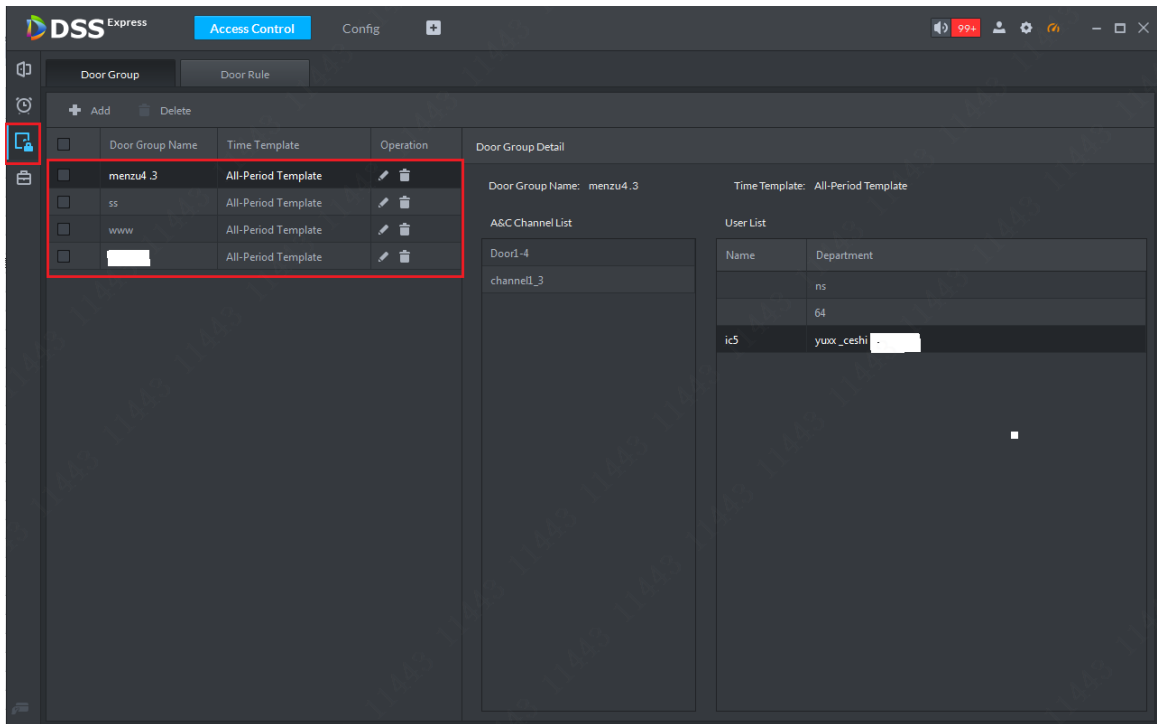 DSS Express Access Control Config 99+
Door Group Door Rule
Add Delete
Door Group Name Time Template Operation
menzu4 .3 All-Period Template
ss All-Period Template
www All-Period Template
All-Period Template
Door Group Detail
Door Group Name: menzu4.3 Time Template: All-Period Template
A&C Channel List User List
Door1-4
channel1_3
Name Department
ns
64
ic5 yuxx _ceshi
11443 11443 11443